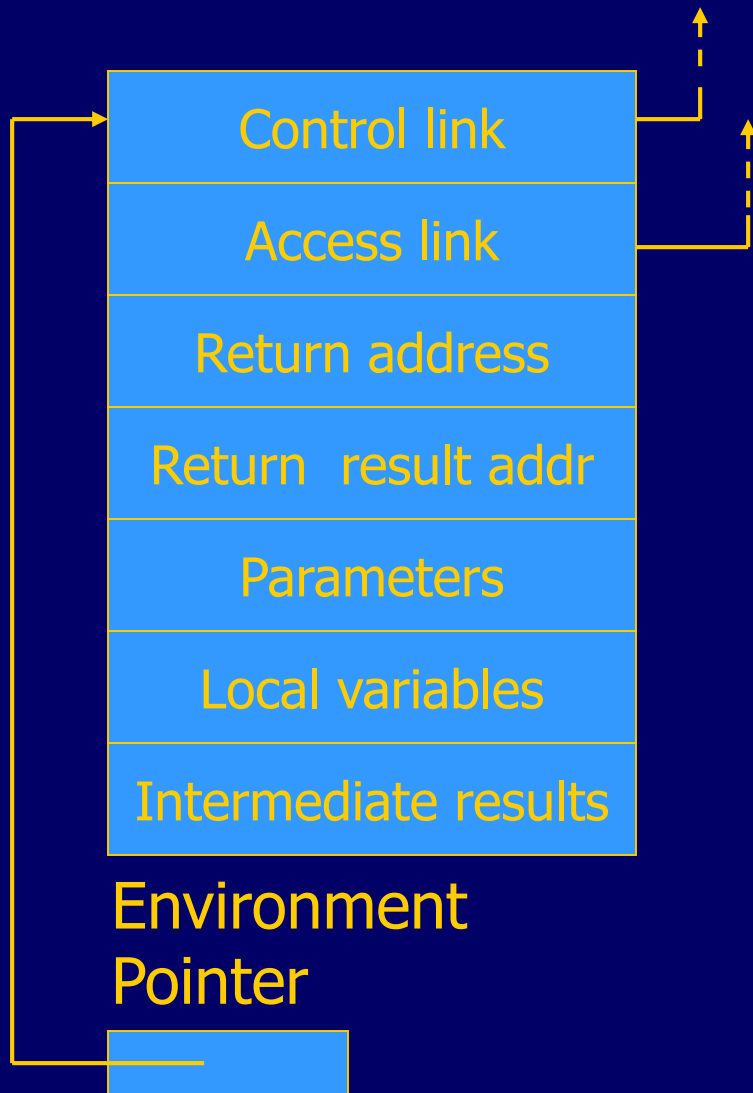 Control link
Access link
Return address
Return  result addr
Parameters
Local variables
Intermediate results
Environment
Pointer